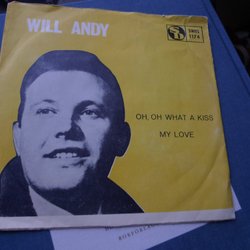 WILL ANDY
OH, OH WHAT A KISS
MY LOVE